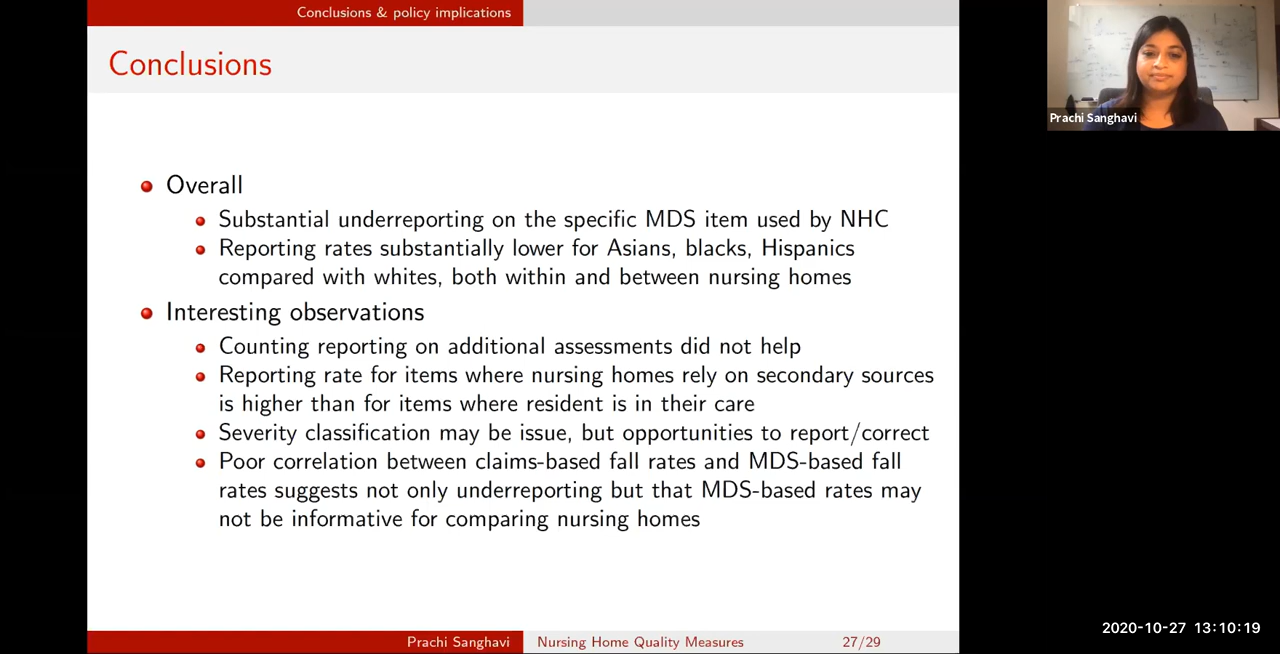 Conclusions & policy implications
Conclusions
Prachi Sanghavi
Overall
Substantial underreporting on the specific MDS item used by NHC
Reporting rates substantially lower for Asians, blacks, Hispanics
compared with whites, both within and between nursing homes
Interesting observations
Counting reporting on additional assessments did not help
Reporting rate for items where nursing homes rely on secondary sources
is higher than for items where resident is in their care
Severity classification may be issue, but opportunities to report/correct
Poor correlation between claims-based fall rates and MDS-based fall
rates suggests not only underreporting but that MDS-based rates may
not be informative for comparing nursing homes
Prachi Sanghavi Nursing Home Quality Measures 27/29
2020-10-27 13:10:19